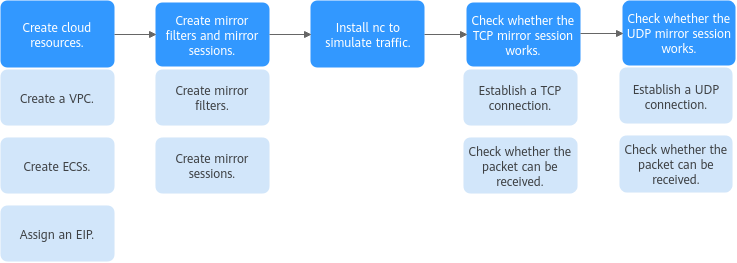 Create cloud
resources.
Create mirror
filters and mirror
sessions.
Install nc to
simulate traffic.
Check whether the
TCP mirror session
works.
Check whether the
UDP mirror session
works.
Create a VPC.
Create mirror
filters.
Establish a TCP
connection.
Establish a UDP
connection.
Create ECSs.
Create mirror
sessions.
Check whether the
packet can be
received.
Check whether the
packet can be
received.
Assign an EIP.